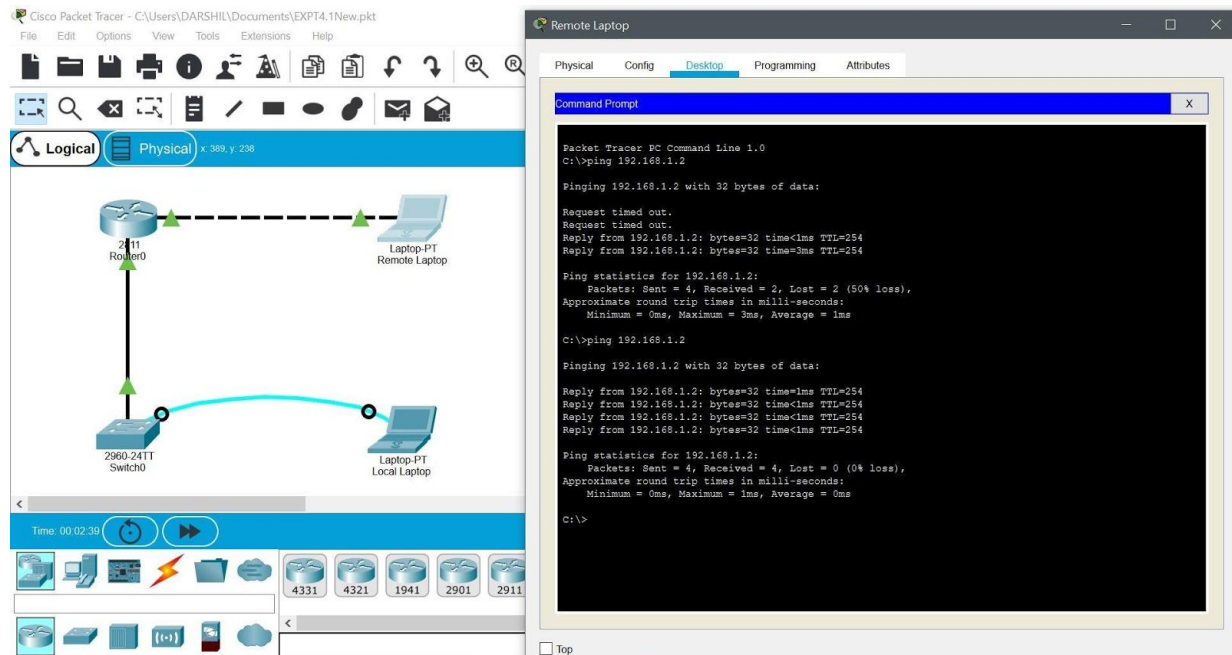 Cisco Packet Tracer - C:\Users\DARSHIL\Documents\EXPT4.1New.pkt
File Edit Options View Tools Extensions Help
Logical
Physical
x: 389, y: 238
2811
Router0
Laptop-PT
Remote Laptop
2960-24TT
Switch0
Laptop-PT
Local Laptop
Time: 00:02:39
4331 4321 1941 2901 2911
Remote Laptop
Physical Config Desktop Programming Attributes
Command Prompt
X
Packet Tracer PC Command Line 1.0
C:\>ping 192.168.1.2
Pinging 192.168.1.2 with 32 bytes of data:
Request timed out.
Request timed out.
Reply from 192.168.1.2: bytes=32 time<1ms TTL=254
Reply from 192.168.1.2: bytes=32 time=3ms TTL=254
Ping statistics for 192.168.1.2:
Packets: Sent = 4, Received = 2, Lost = 2 (50% loss),
Approximate round trip times in milli-seconds:
Minimum = 0ms, Maximum = 3ms, Average = 1ms
C:\>ping 192.168.1.2
Pinging 192.168.1.2 with 32 bytes of data:
Reply from 192.168.1.2: bytes=32 time=1ms TTL=254
Reply from 192.168.1.2: bytes=32 time<1ms TTL=254
Reply from 192.168.1.2: bytes=32 time<1ms TTL=254
Reply from 192.168.1.2: bytes=32 time<1ms TTL=254
Ping statistics for 192.168.1.2:
Packets: Sent = 4, Received = 4, Lost = 0 (0% loss),
Approximate round trip times in milli-seconds:
Minimum = 0ms, Maximum = 1ms, Average = 0ms
C:\>
Top